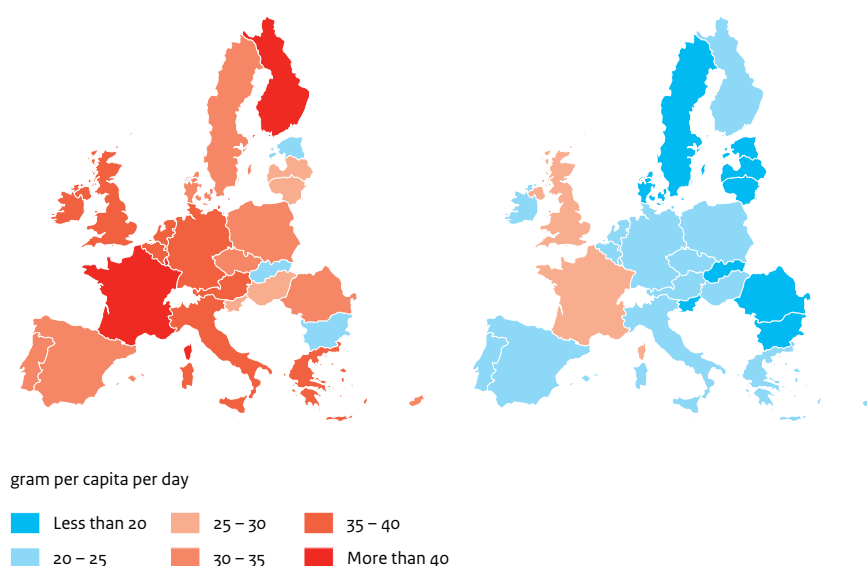 gram per capita per day
Less than 20
25 – 30
35 – 40
20 – 25
30 – 35
More than 40